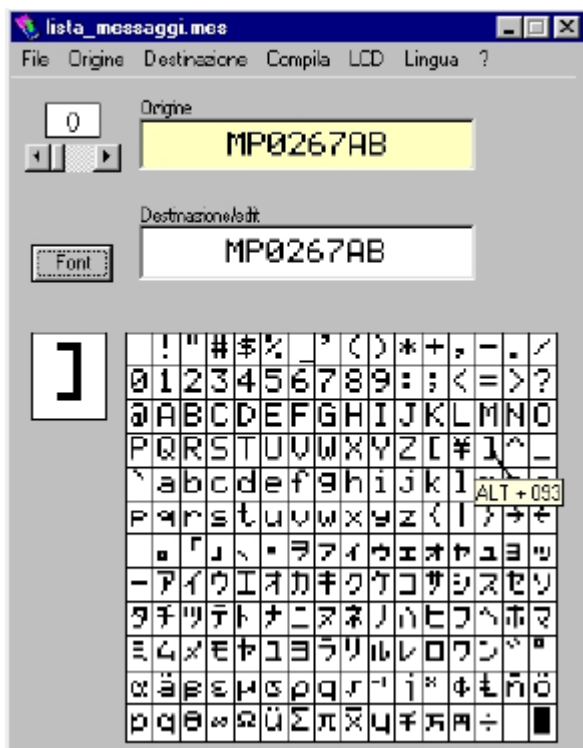 lista_messaggi.mes
File Origine Destinazione Compila LCD Lingua ?
0
Origine
MP0267AB
Destinazione/edit
MP0267AB
Font
]
! " # $ % _ ' ( ) * + , - . /
0 1 2 3 4 5 6 7 8 9 : ; < = > ?
@ A B C D E F G H I J K L M N O
P Q R S T U V W X Y Z [ ¥ ] ^ _
` a b c d e f g h i j k l
ALT + 093
p q r s t u v w x y z { | } → ←
。 「 」 、 ・ ヲ ァ ィ ゥ ェ ォ ャ ュ ョ ッ
ー ア イ ウ エ オ カ キ ク ケ コ サ シ ス セ ソ
タ チ ツ テ ト ナ ニ ヌ ネ ノ ハ ヒ フ ヘ ホ マ
ミ ム メ モ ヤ ユ ヨ ラ リ ル レ ロ ワ ン ゛ ゜
α ä β ε μ σ ρ q √ ⁻¹ j ˣ ¢ £ ñ ö
p q θ ∞ Ω ü Σ π x̄ y 千 万 円 ÷ █